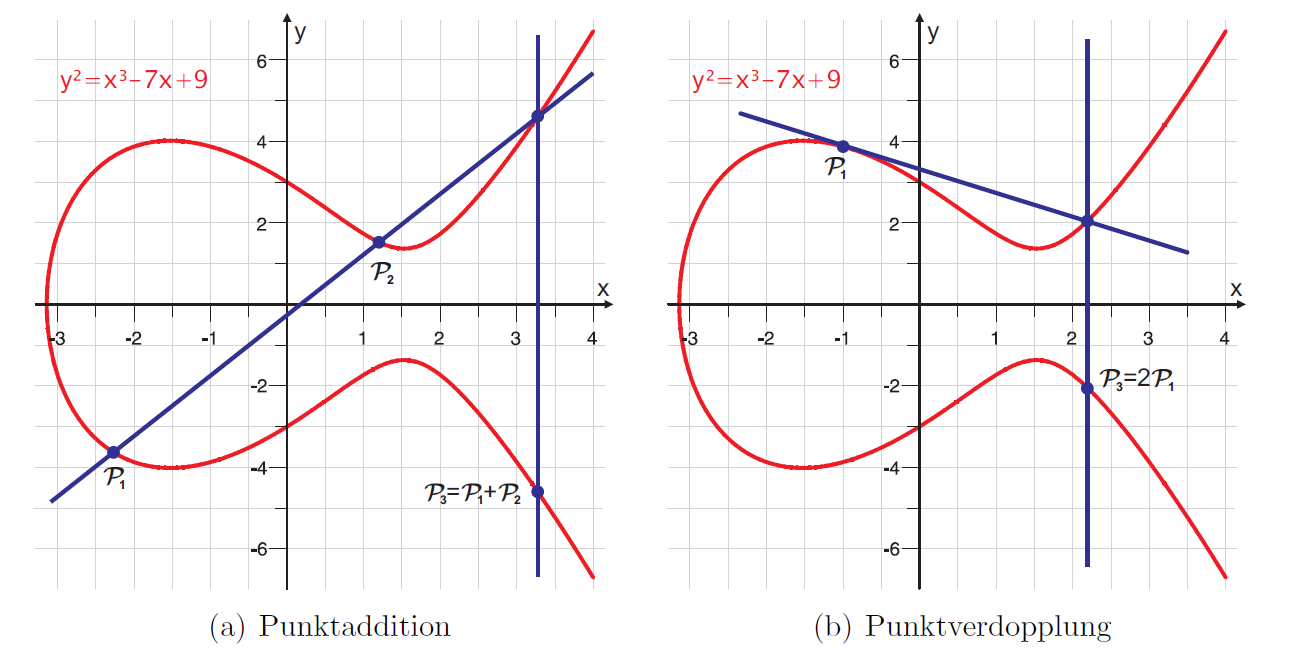 y
6
y²=x³−7x+9
4
2
𝒫₂
x
-3 -2 -1 1 2 3 4
-2
-4
𝒫₁
𝒫₃=𝒫₁+𝒫₂
-6
(a) Punktaddition
y
6
y²=x³−7x+9
4
𝒫₁
2
x
-3 -2 -1 1 2 3 4
-2
𝒫₃=2𝒫₁
-4
-6
(b) Punktverdopplung